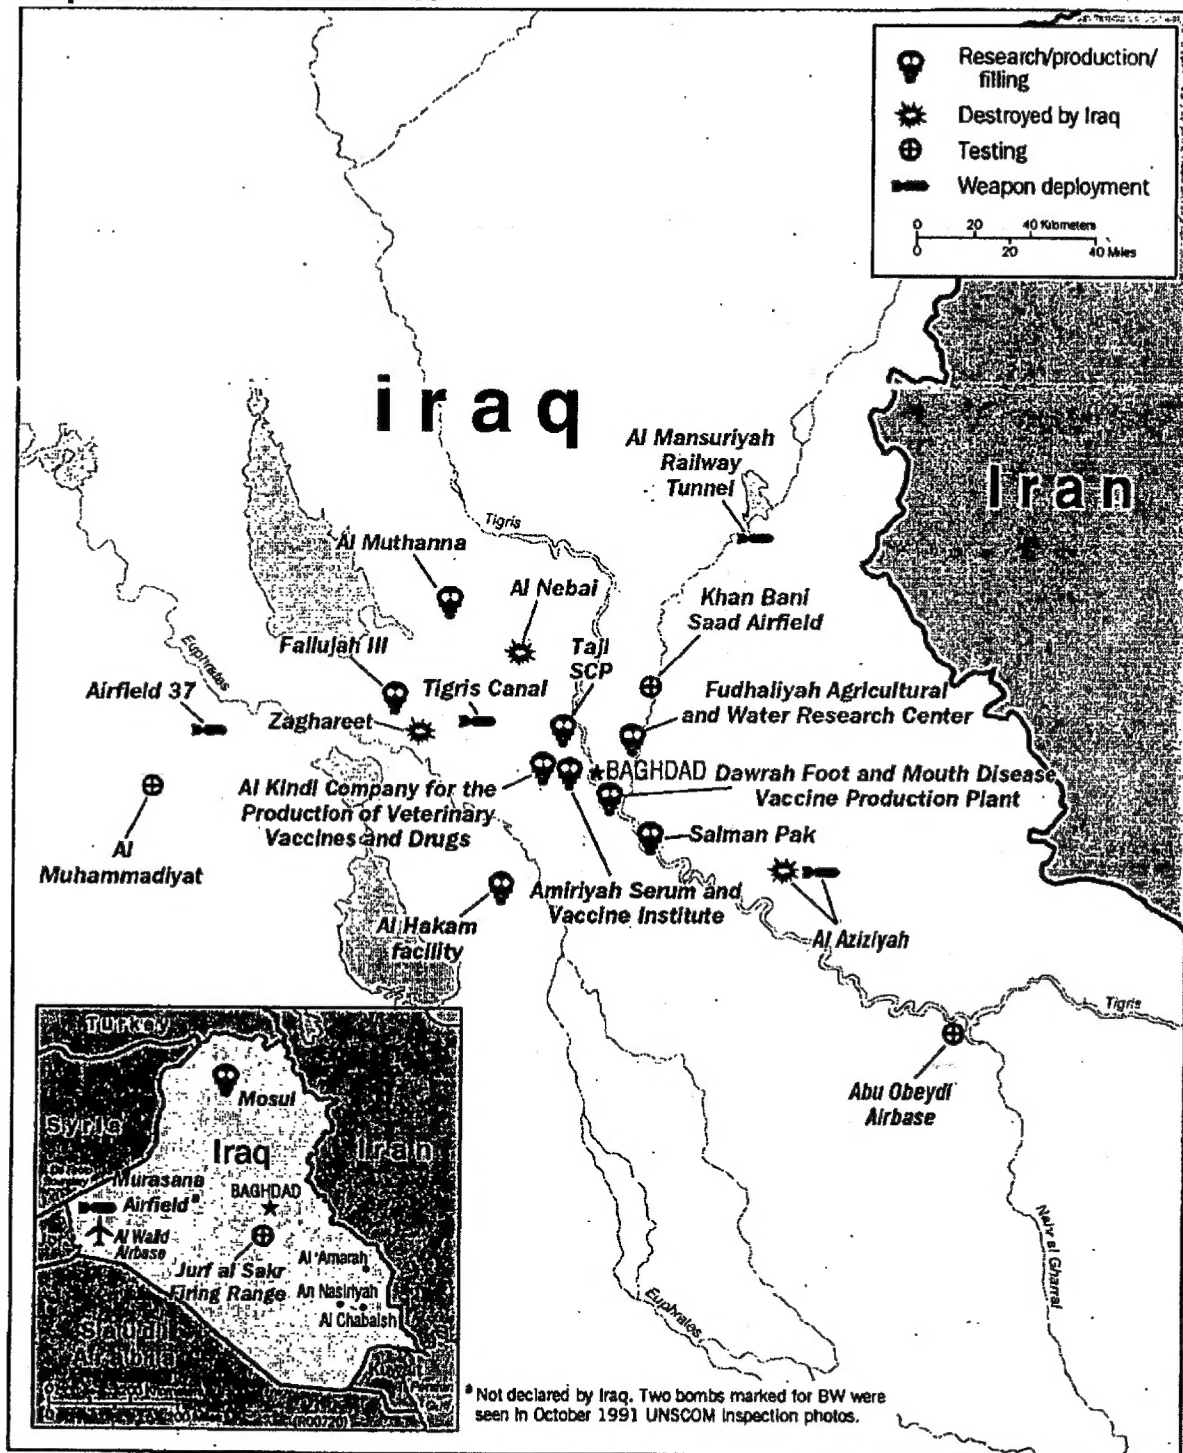 Research/production/
filling
Destroyed by Iraq
Testing
Weapon deployment
0 20 40 Kilometers
0 20 40 Miles
iraq
Iran
Al Mansuriyah
Railway
Tunnel
Tigris
Al Muthanna
Al Nebai
Khan Bani
Saad Airfield
Euphrates
Fallujah III
Taji
SCP
Airfield 37
Tigris Canal
Fudhaliyah Agricultural
and Water Research Center
Zaghareet
BAGHDAD
Dawrah Foot and Mouth Disease
Vaccine Production Plant
Al Kindi Company for the
Production of Veterinary
Vaccines and Drugs
Al
Muhammadiyat
Salman Pak
Amiriyah Serum and
Vaccine Institute
Al Hakam
facility
Al Aziziyah
Tigris
Abu Obeydi
Airbase
Nahr al Gharraf
Euphrates
Turkey
Mosul
Syria
Iraq
Iran
Murasana
Airfield*
BAGHDAD
Al Walid
Airbase
Jurf al Sakr
Firing Range
Al 'Amarah
An Nasiriyah
Al Chabaish
Saudi
Arabia
Kuwait
(R00720)
* Not declared by Iraq. Two bombs marked for BW were
seen in October 1991 UNSCOM inspection photos.